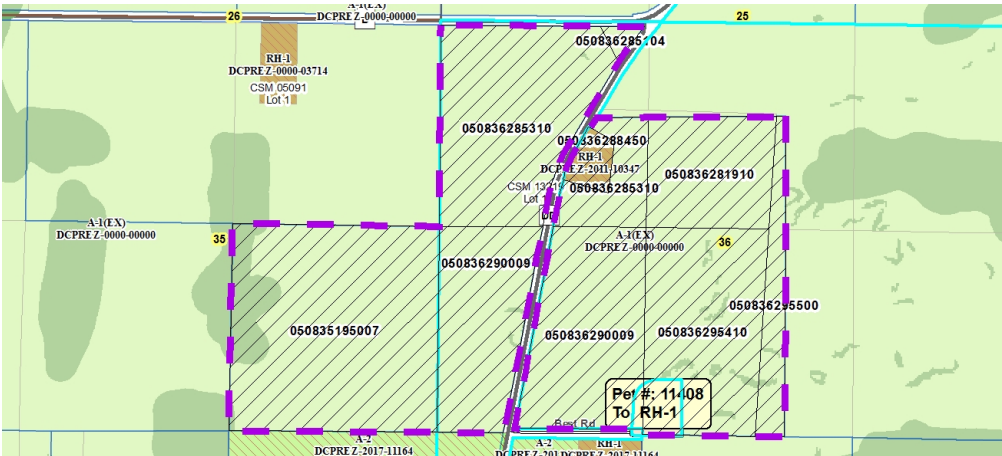 A-1(EX)
DCPREZ-0000-00000
26
25
050836285104
RH-1
DCPREZ-0000-03714
CSM 05091
Lot 1
050836285310
050836288450
RH-1
DCPREZ-2011-10347
050836281910
CSM 13219
Lot 1
050836285310
A-1(EX)
DCPREZ-0000-00000
35
A-1(EX)
DCPREZ-0000-00000
36
050836290009
050836295500
050835195007
050836290009
050836295410
Pet #: 11408
To RH-1
Best Rd
A-2
DCPREZ-2017-11164
A-2
RH-1
DCPREZ-2017-11164